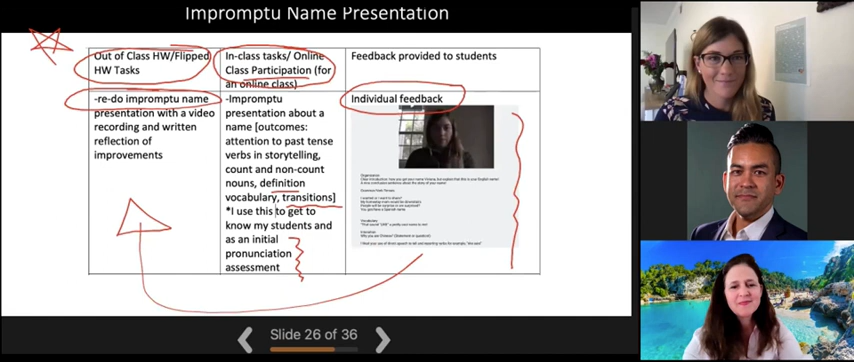 Impromptu Name Presentation
Out of Class HW/Flipped
HW Tasks
-re-do impromptu name
presentation with a video
recording and written
reflection of
improvements
In-class tasks/ Online
Class Participation (for
an online class)
-Impromptu
presentation about a
name [outcomes:
attention to past tense
verbs in storytelling,
count and non-count
nouns, definition
vocabulary, transitions]
*I use this to get to
know my students and
as an initial
pronunciation
assessment
Feedback provided to students
Individual feedback
Organization
Vocabulary
Slide 26 of 36